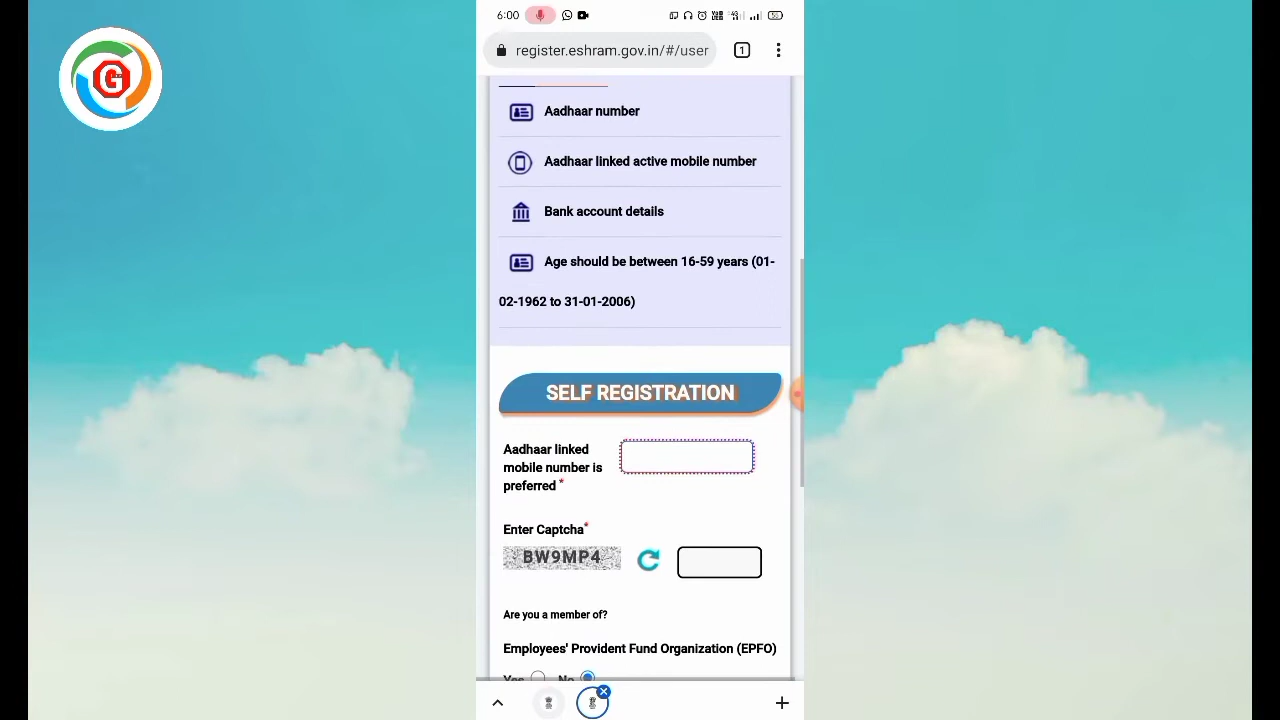 6:00
G
register.eshram.gov.in/#/user
1
Aadhaar number
Aadhaar linked active mobile number
Bank account details
Age should be between 16-59 years (01-
02-1962 to 31-01-2006)
SELF REGISTRATION
Aadhaar linked
mobile number is
preferred *
Enter Captcha*
BW9MP4
Are you a member of?
Employees' Provident Fund Organization (EPFO)
Yes No